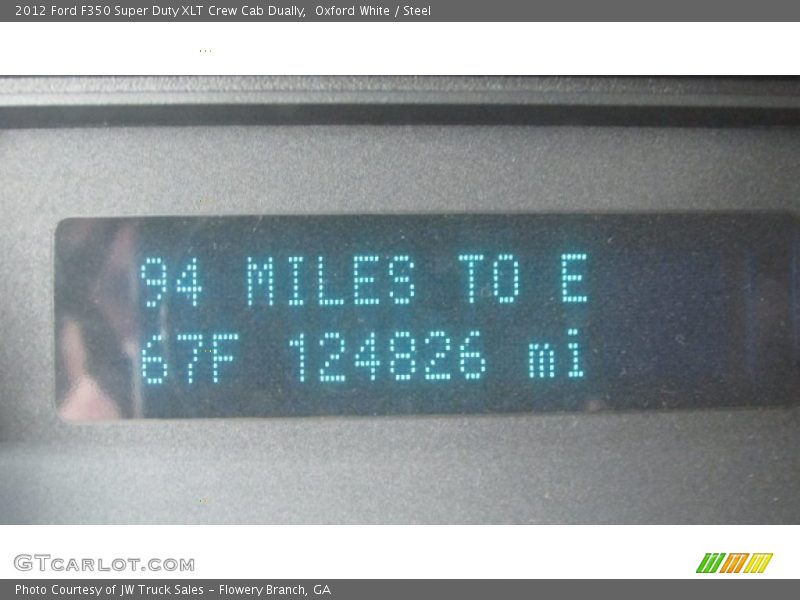 2012 Ford F350 Super Duty XLT Crew Cab Dually,  Oxford White / Steel
94 MILES TO E
67F 124826 mi
GTCARLOT.COM
Photo Courtesy of JW Truck Sales - Flowery Branch, GA